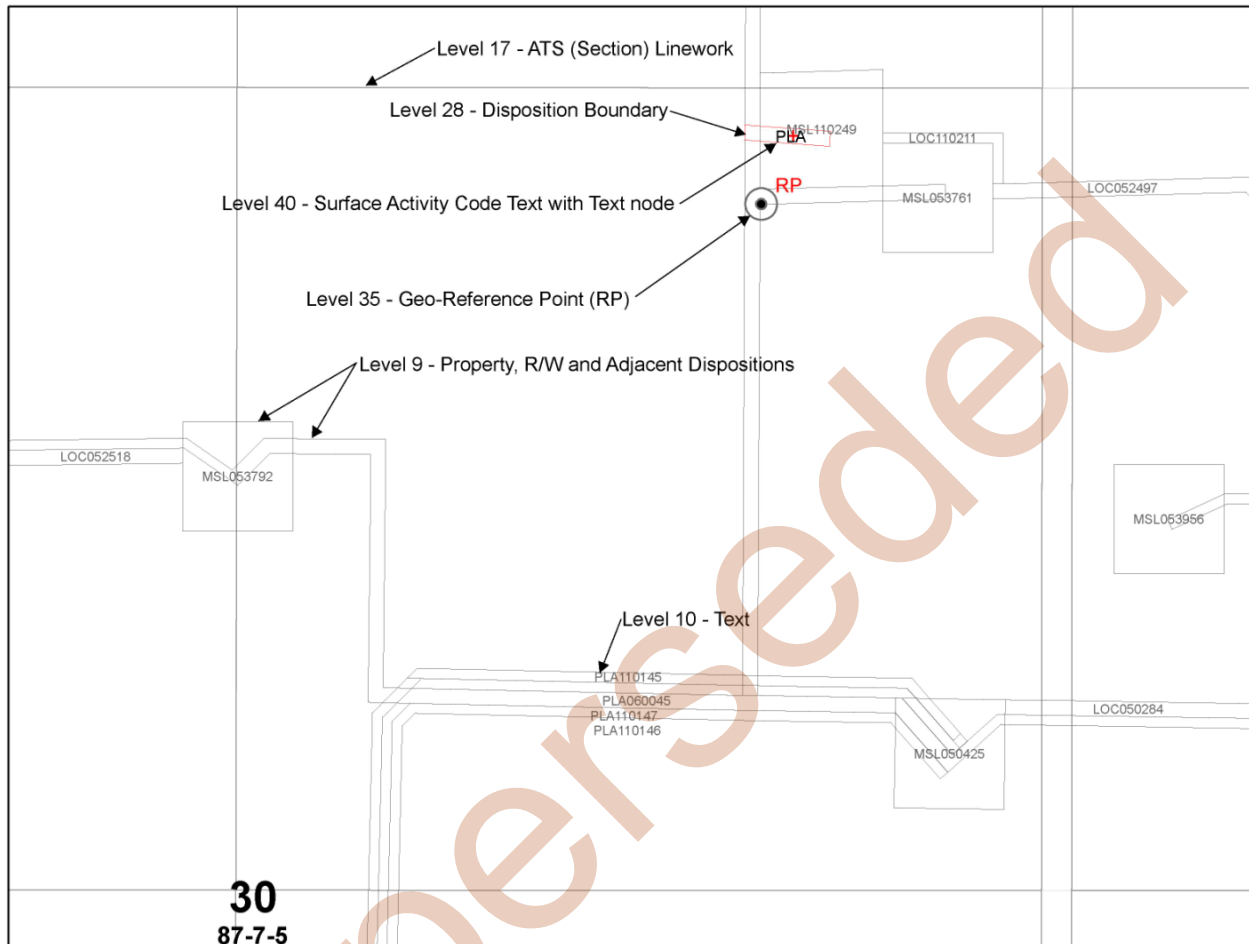 Level 17 - ATS (Section) Linework
Level 28 - Disposition Boundary
MSL110249
PLA
LOC110211
RP
LOC052497
MSL053761
Level 40 - Surface Activity Code Text with Text node
Level 35 - Geo-Reference Point (RP)
Level 9 - Property, R/W and Adjacent Dispositions
LOC052518
MSL053792
MSL053956
Level 10 - Text
PLA110145
PLA060045
LOC050284
PLA110147
PLA110146
MSL050425
30
87-7-5
perseded